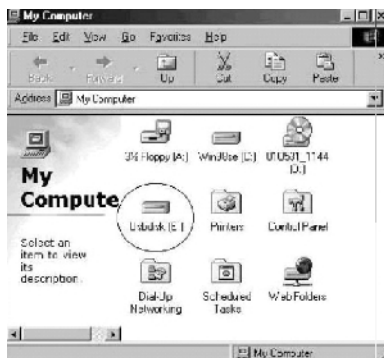 My Computer
File Edit View Go Favorites Help
Back Forward Up Cut Copy Paste
Address My Computer
3½ Floppy [A:] Win98se [C:] 010531_1144 [D:]
My Computer
Usbdisk [E:] Printers Control Panel
Select an item to view its description.
Dial-Up Networking Scheduled Tasks Web Folders
My Computer